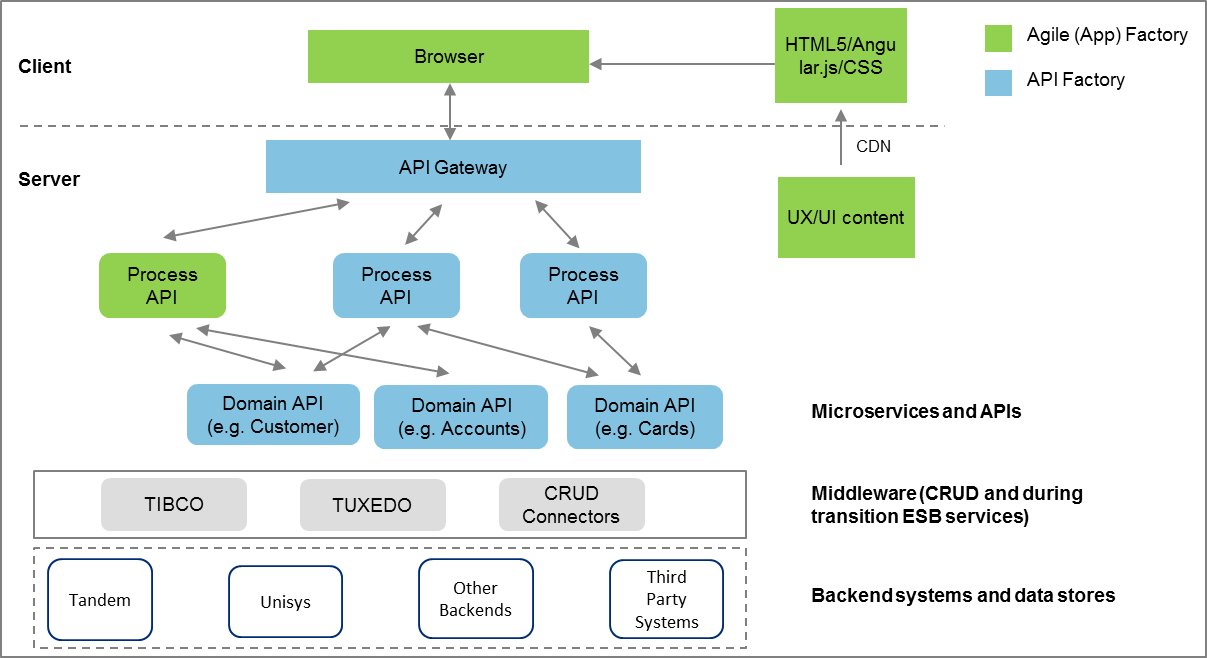 Client
Browser
HTML5/Angu
lar.js/CSS
Agile (App) Factory
API Factory
CDN
Server
API Gateway
UX/UI content
Process
API
Process
API
Process
API
Domain API
(e.g. Customer)
Domain API
(e.g. Accounts)
Domain API
(e.g. Cards)
Microservices and APIs
TIBCO
TUXEDO
CRUD
Connectors
Middleware (CRUD and during
transition ESB services)
Tandem
Unisys
Other
Backends
Third
Party
Systems
Backend systems and data stores